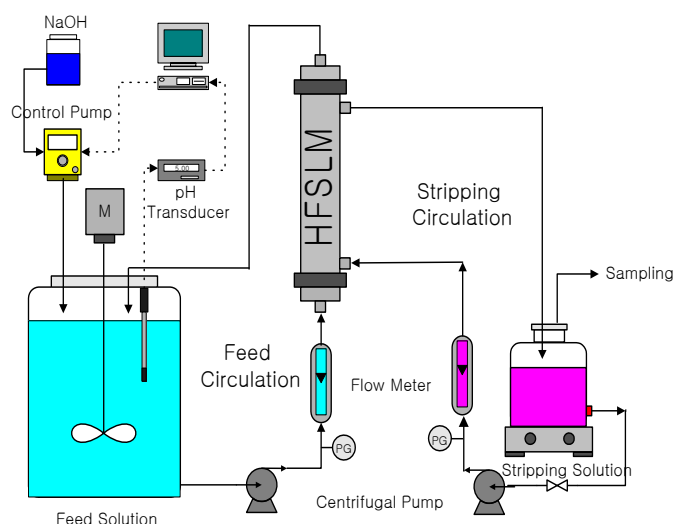 NaOH
Control Pump
5.00
pH
Transducer
M
HFSLM
Stripping
Circulation
Sampling
Feed
Circulation
Flow Meter
PG
PG
Stripping Solution
Centrifugal Pump
Feed Solution